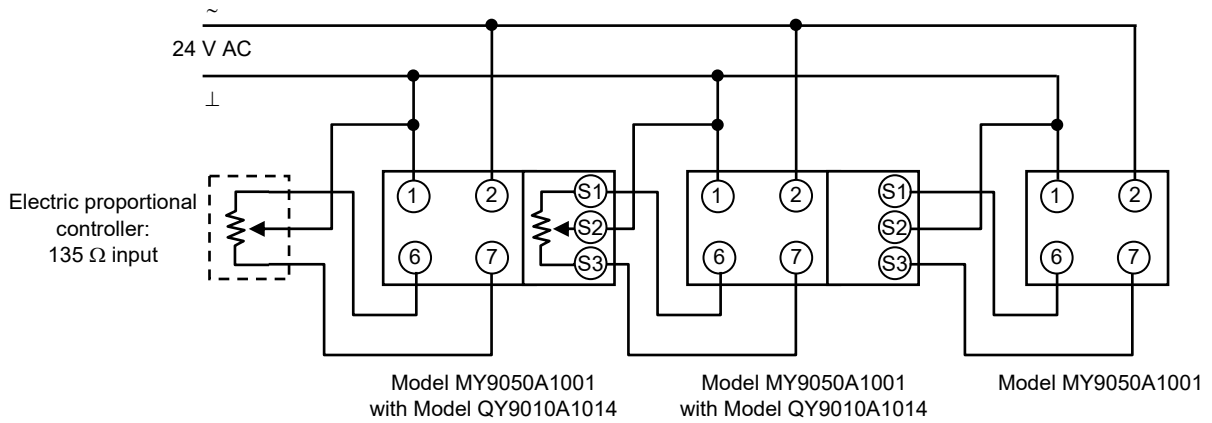 ~
24 V AC
⊥
Electric proportional
controller:
135 Ω input
1
2
6
7
S1
S2
S3
1
2
6
7
S1
S2
S3
1
2
6
7
Model MY9050A1001
with Model QY9010A1014
Model MY9050A1001
with Model QY9010A1014
Model MY9050A1001